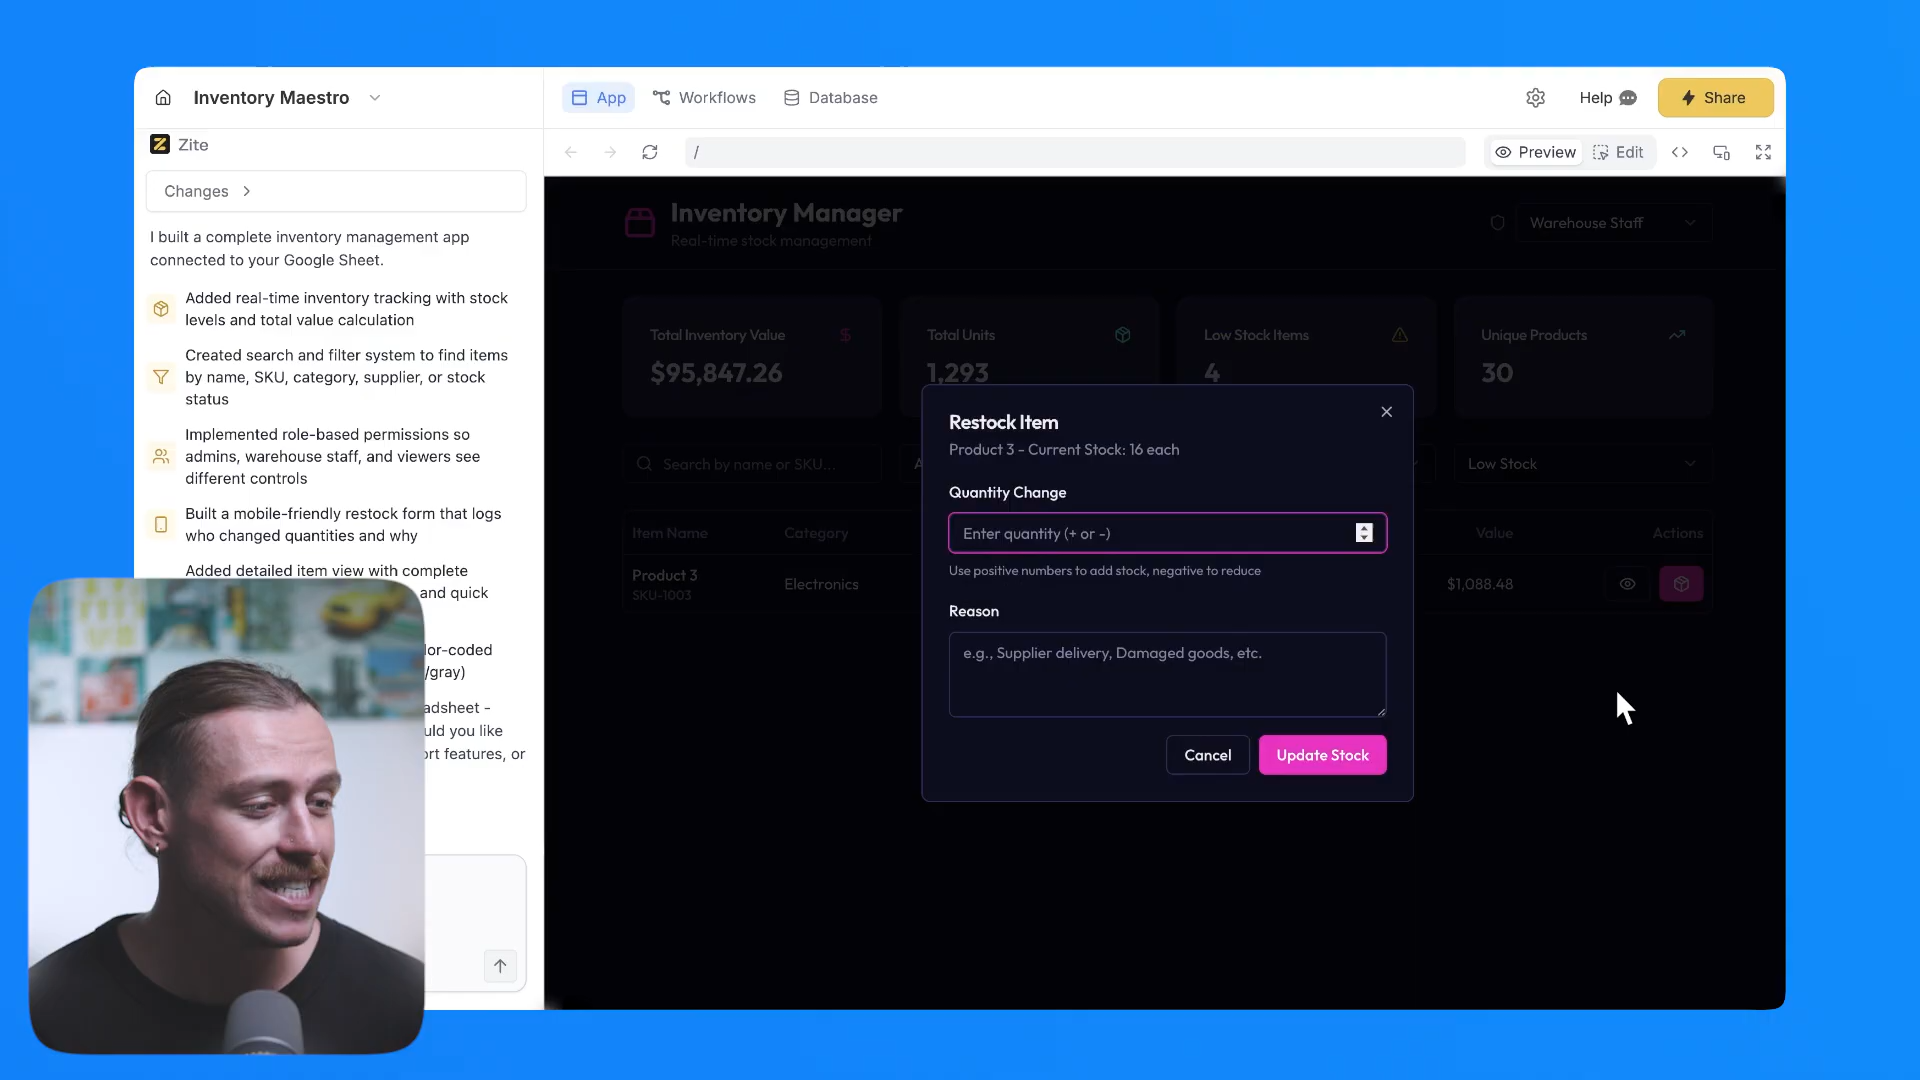 Inventory Maestro
App
Workflows
Database
Help
Share
Zite
/
Preview
Edit
Changes
I built a complete inventory management app
connected to your Google Sheet.
Added real-time inventory tracking with stock
levels and total value calculation
Created search and filter system to find items
by name, SKU, category, supplier, or stock
status
Implemented role-based permissions so
admins, warehouse staff, and viewers see
different controls
Built a mobile-friendly restock form that logs
who changed quantities and why
Added detailed item view with complete
and quick
lor-coded
/gray)
adsheet -
uld you like
ort features, or
Inventory Manager
Real-time stock management
Warehouse Staff
Total Inventory Value
$95,847.26
Total Units
1,293
Low Stock Items
4
Unique Products
30
Search by name or SKU...
A
Low Stock
Item Name
Category
Value
Actions
Product 3
SKU-1003
Electronics
$1,088.48
Restock Item
Product 3 - Current Stock: 16 each
Quantity Change
Enter quantity (+ or -)
Use positive numbers to add stock, negative to reduce
Reason
e.g., Supplier delivery, Damaged goods, etc.
Cancel
Update Stock